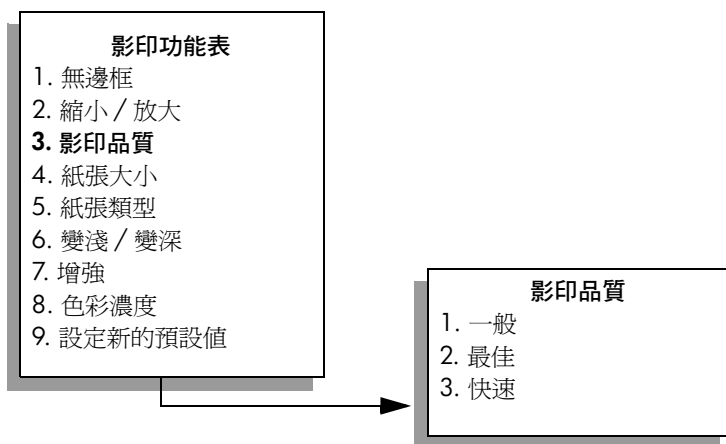 影印功能表
1. 無邊框
2. 縮小 / 放大
3. 影印品質
4. 紙張大小
5. 紙張類型
6. 變淺 / 變深
7. 增強
8. 色彩濃度
9. 設定新的預設值
影印品質
1. 一般
2. 最佳
3. 快速